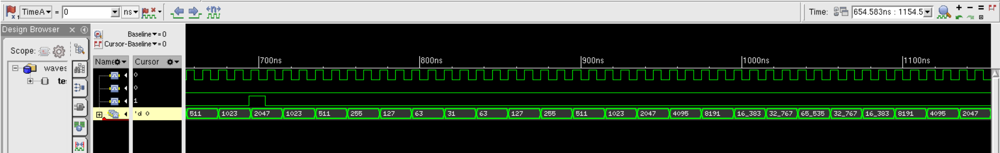 TimeA = 0 ns
Time: 654.583ns : 1154.5
Design Browser
Baseline = 0
Cursor-Baseline = 0
Scope:
Name Cursor
700ns 800ns 900ns 1000ns 1100ns
waves
0
te
0
1
'd 0
511 1023 2047 1023 511 255 127 63 31 63 127 255 511 1023 2047 4095 8191 16_383 32_767 65_535 32_767 16_383 8191 4095 2047